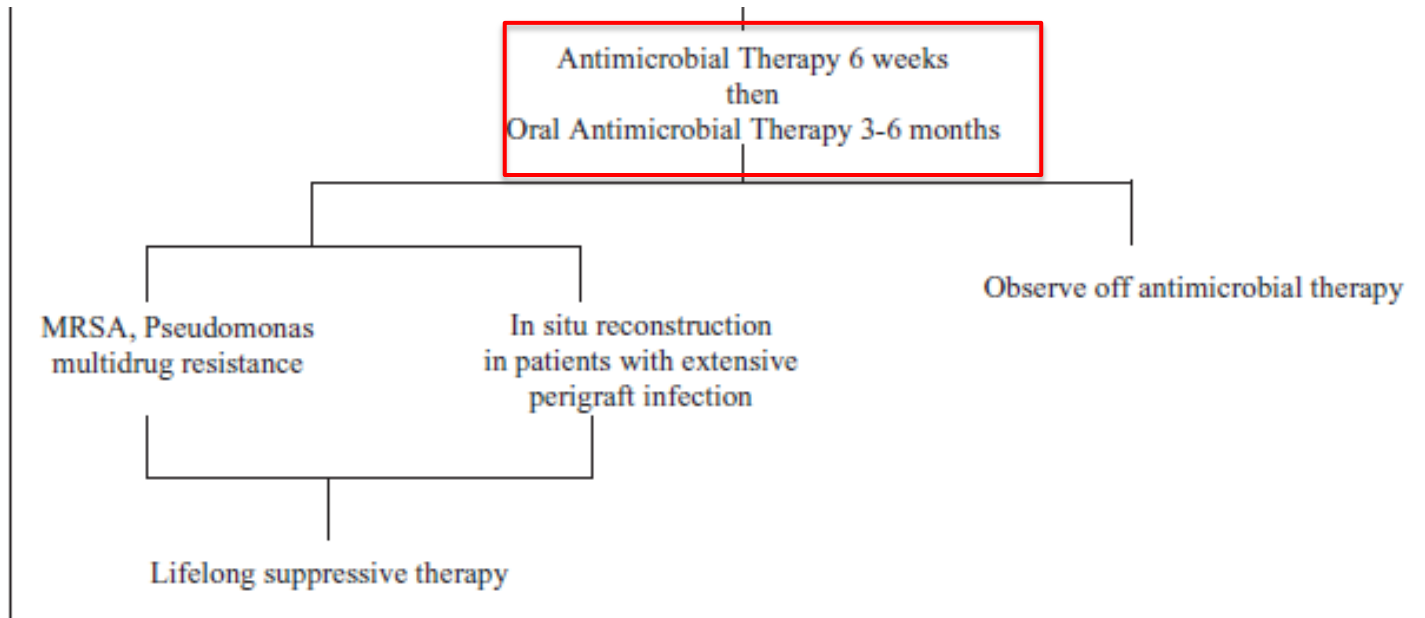 Antimicrobial Therapy 6 weeks
then
Oral Antimicrobial Therapy 3-6 months
Observe off antimicrobial therapy
MRSA, Pseudomonas
multidrug resistance
In situ reconstruction
in patients with extensive
perigraft infection
Lifelong suppressive therapy